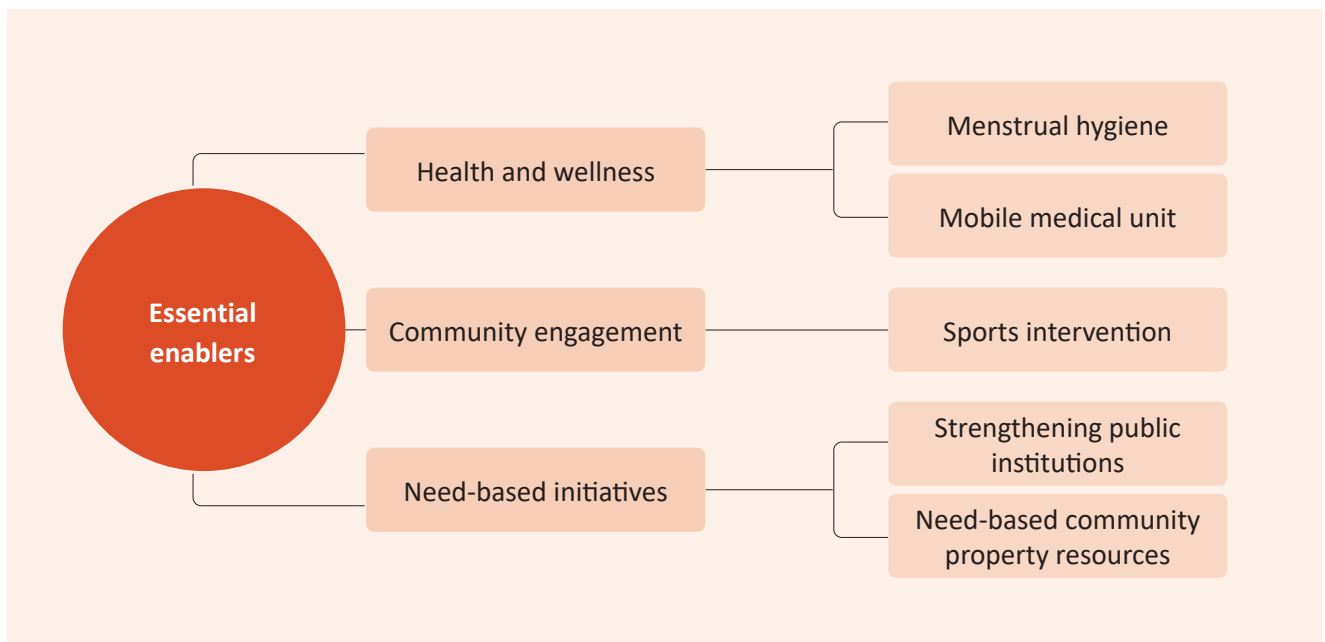 Essential
enablers
Health and wellness
Menstrual hygiene
Mobile medical unit
Community engagement
Sports intervention
Need-based initiatives
Strengthening public
institutions
Need-based community
property resources